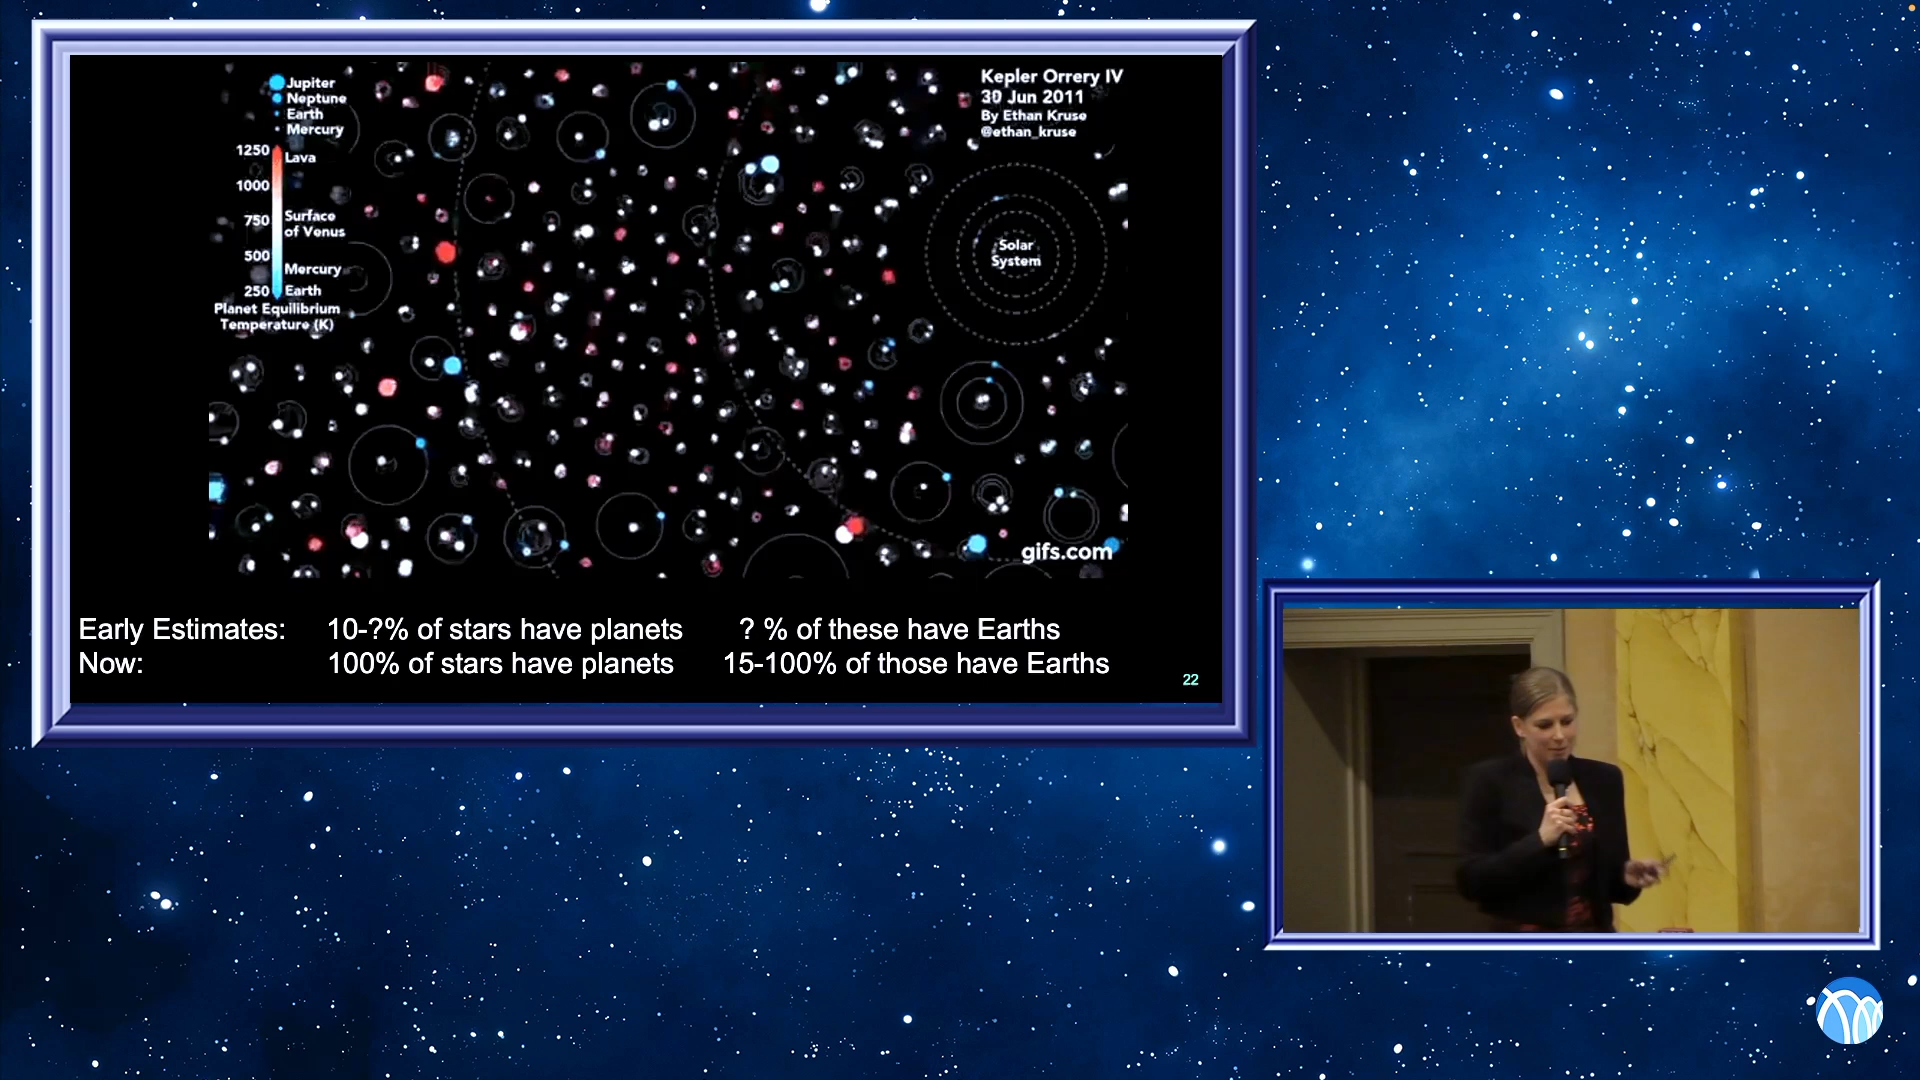 Jupiter
Neptune
Earth
Mercury
1250
Lava
1000
750
Surface
of Venus
500
Mercury
250
Earth
Planet Equilibrium
Temperature (K)
Kepler Orrery IV
30 Jun 2011
By Ethan Kruse
@ethan_kruse
Solar
System
gifs.com
Early Estimates: 10-?% of stars have planets ? % of these have Earths
Now: 100% of stars have planets 15-100% of those have Earths
22